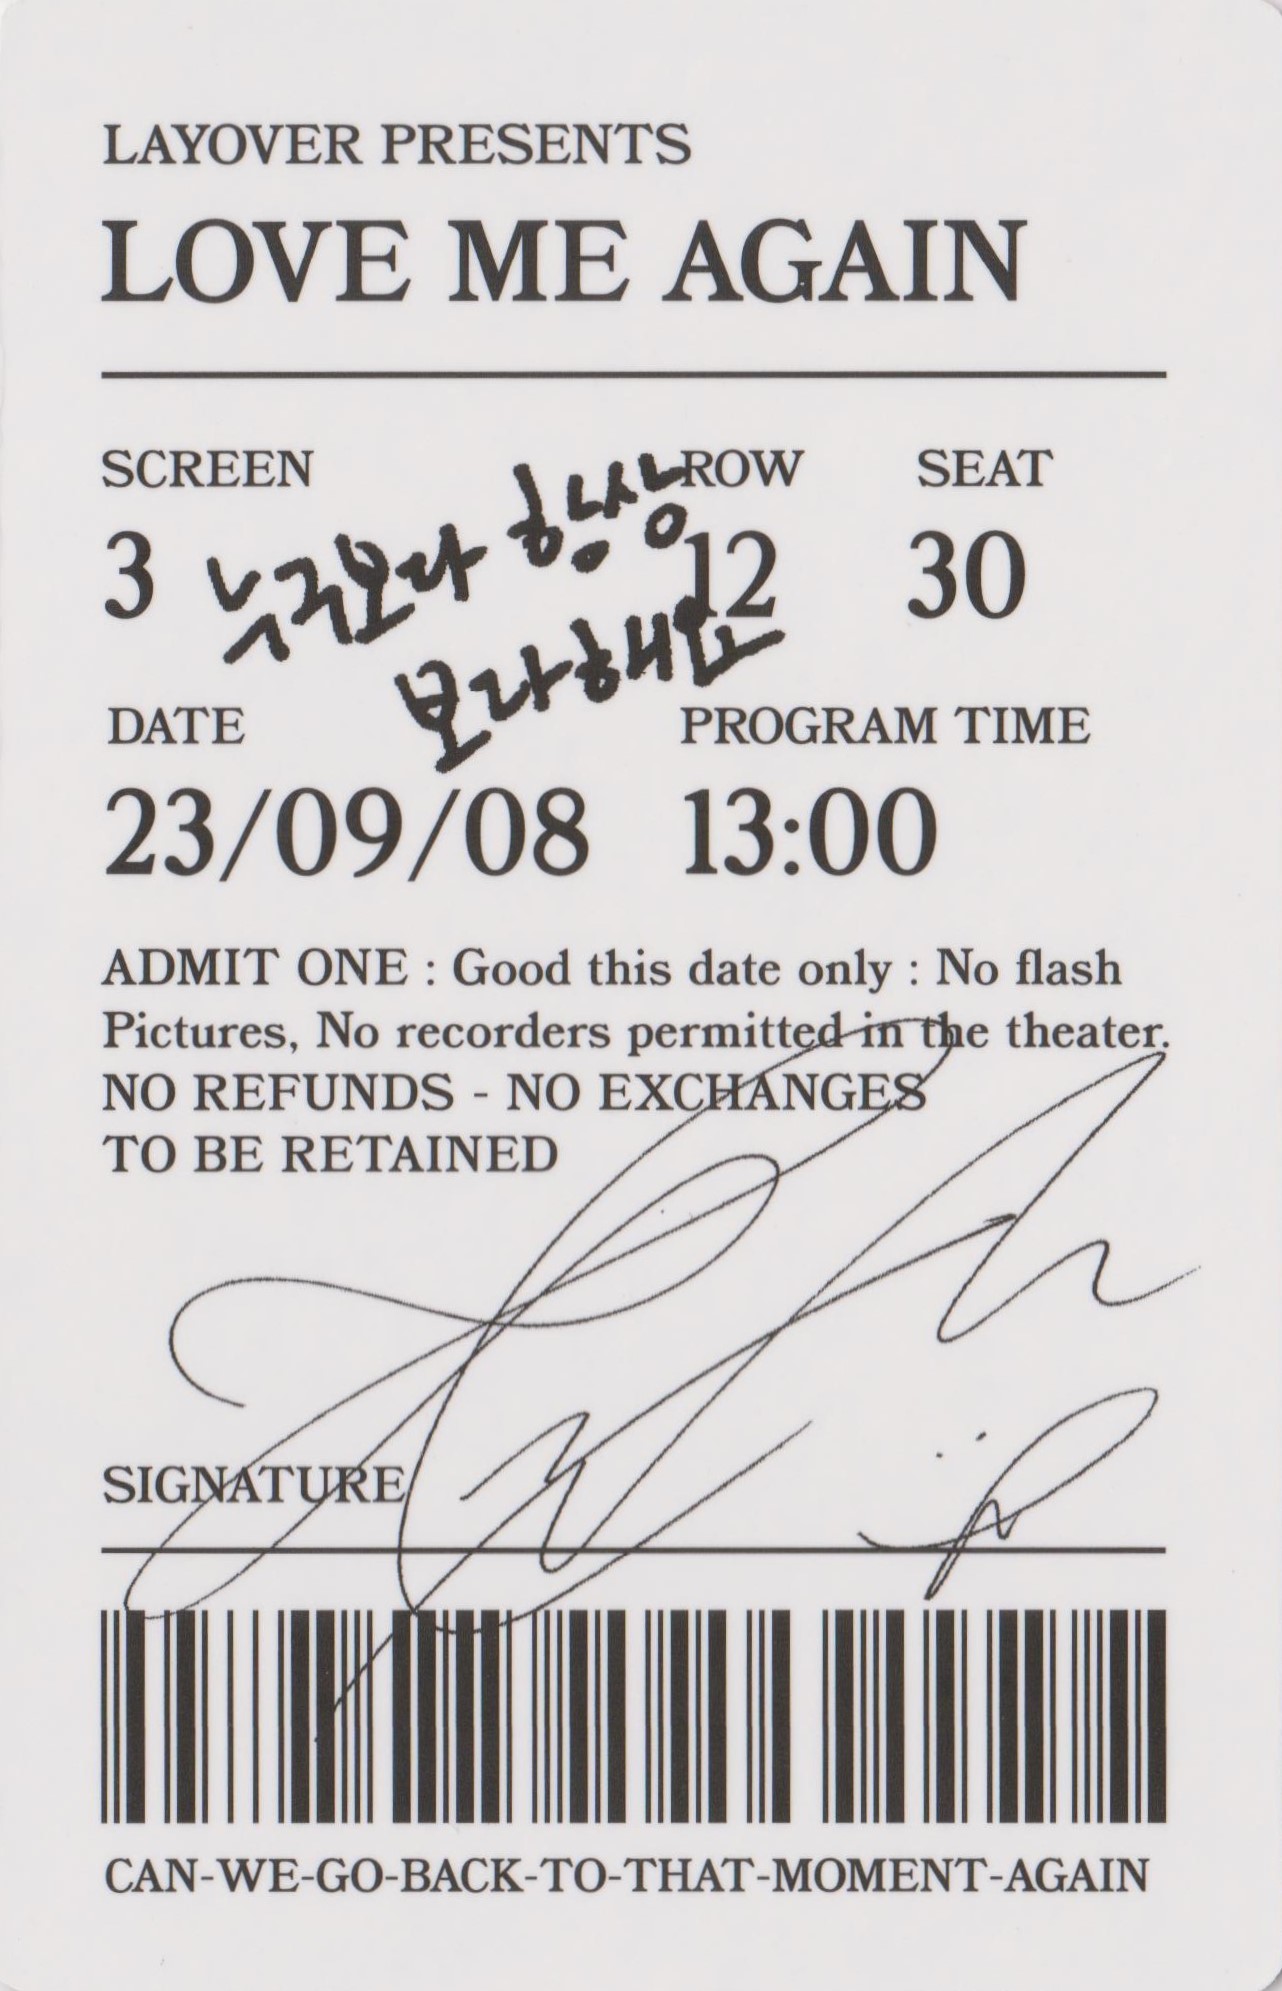 LAYOVER PRESENTS
LOVE ME AGAIN
SCREEN ROW SEAT
3 12 30
누구보다 항상
보라해요
DATE PROGRAM TIME
23/09/08 13:00
ADMIT ONE : Good this date only : No flash
Pictures, No recorders permitted in the theater.
NO REFUNDS - NO EXCHANGES
TO BE RETAINED
SIGNATURE
CAN-WE-GO-BACK-TO-THAT-MOMENT-AGAIN